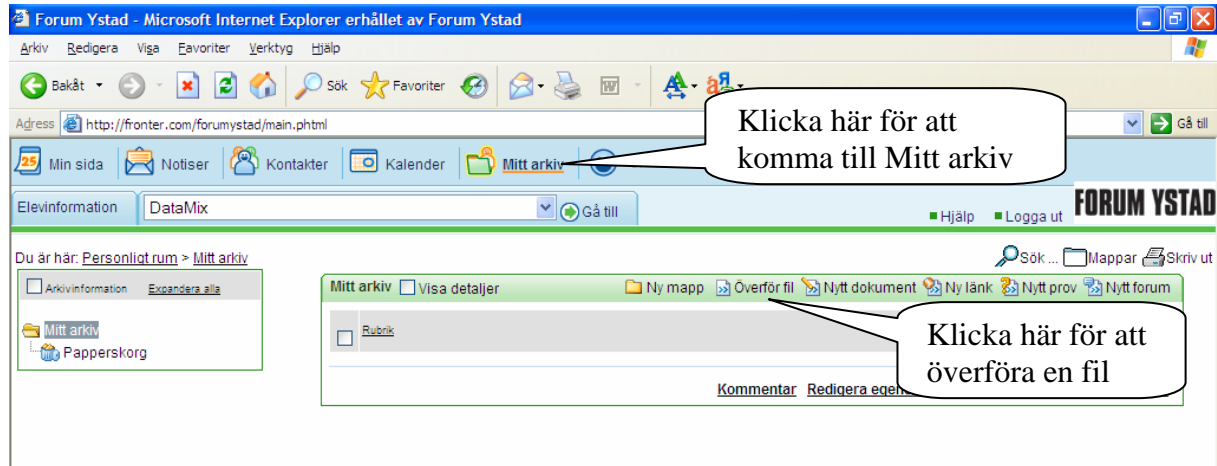 Forum Ystad - Microsoft Internet Explorer erhållet av Forum Ystad
Arkiv Redigera Visa Favoriter Verktyg Hjälp
Bakåt Sök Favoriter
Adress http://fronter.com/forumystad/main.phtml Gå till
Klicka här för att
komma till Mitt arkiv
25 Min sida Notiser Kontakter Kalender Mitt arkiv
Elevinformation DataMix Gå till Hjälp Logga ut FORUM YSTAD
Du är här: Personligt rum > Mitt arkiv Sök ... Mappar Skriv ut
Arkivinformation Expandera alla
Mitt arkiv Visa detaljer Ny mapp Överför fil Nytt dokument Ny länk Nytt prov Nytt forum
Mitt arkiv
Papperskorg
Rubrik
Klicka här för att
överföra en fil
Kommentar Redigera